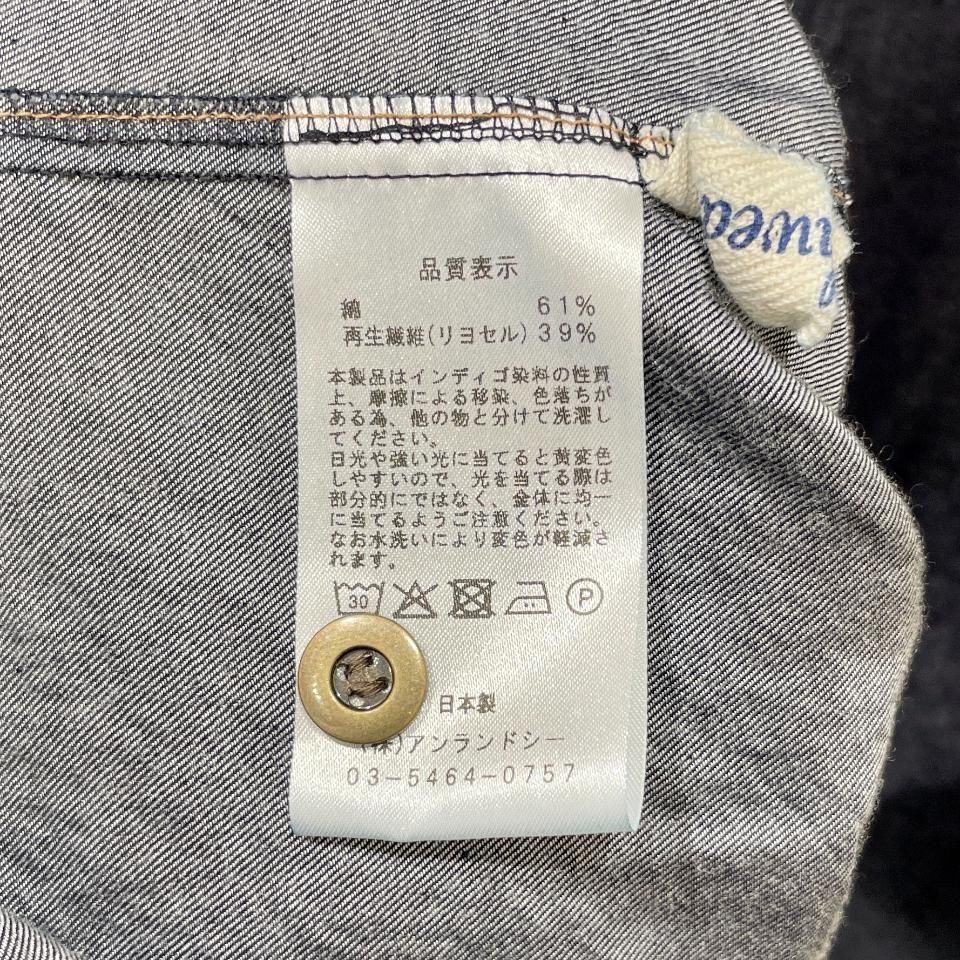 品質表示
綿 61%
再生繊維(リヨセル) 39%
本製品はインディゴ染料の性質
上、摩擦による移染、色落ちが
ある為、他の物と分けて洗濯し
てください。
日光や強い光に当てると黄変色
しやすいので、光を当てる際は
部分的にではなく、全体に均一
に当てるようご注意ください。
なお水洗いにより変色が軽減さ
れます。
30 P
日本製
(株)アンランドシー
03-5464-0757